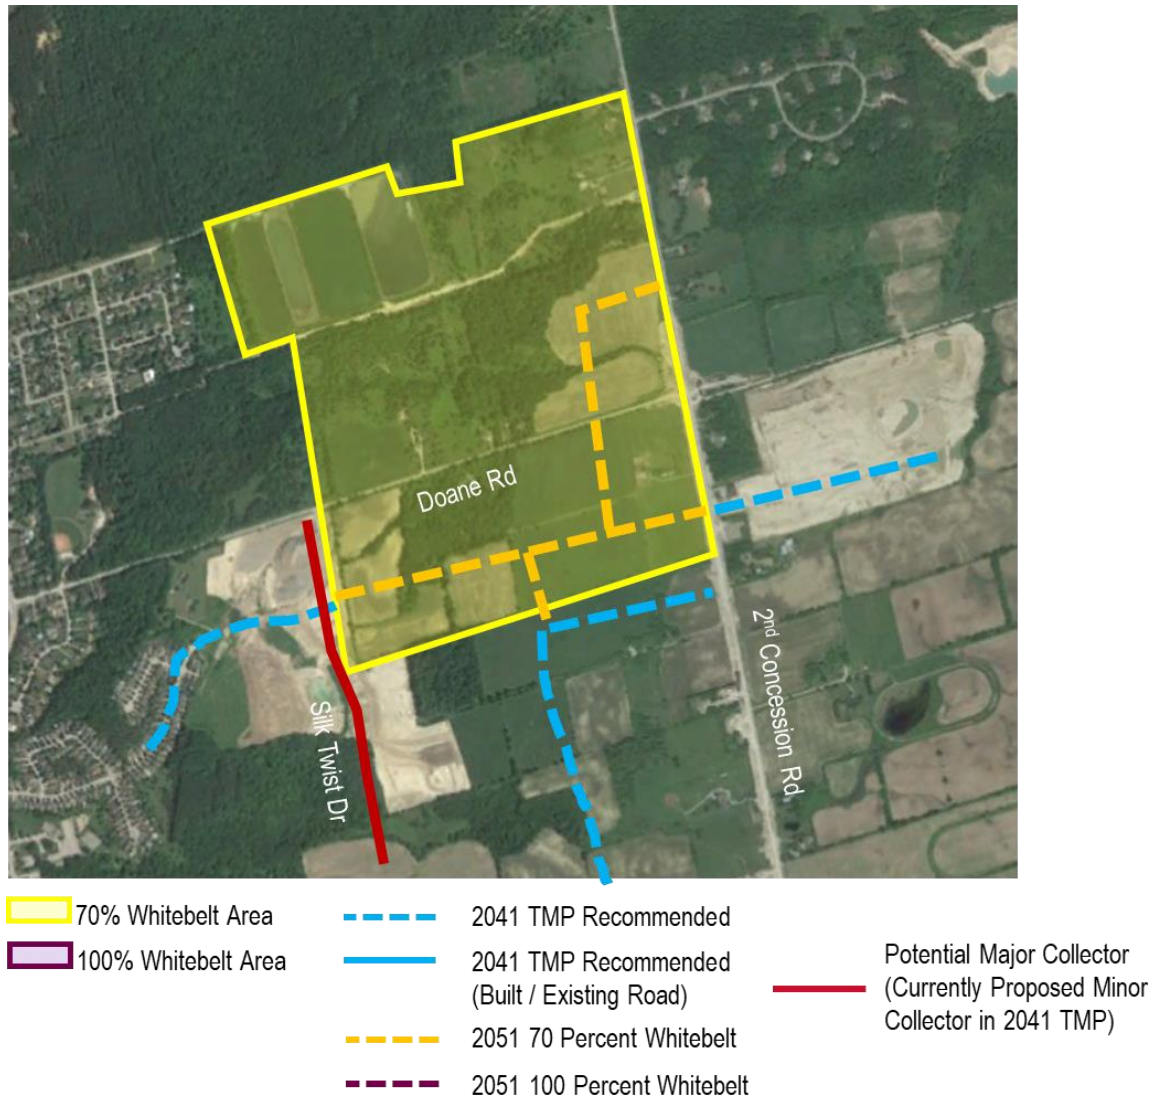 Doane Rd
2nd Concession Rd
Silk Twist Dr
70% Whitebelt Area
100% Whitebelt Area
2041 TMP Recommended
2041 TMP Recommended
(Built / Existing Road)
2051 70 Percent Whitebelt
2051 100 Percent Whitebelt
Potential Major Collector
(Currently Proposed Minor
Collector in 2041 TMP)